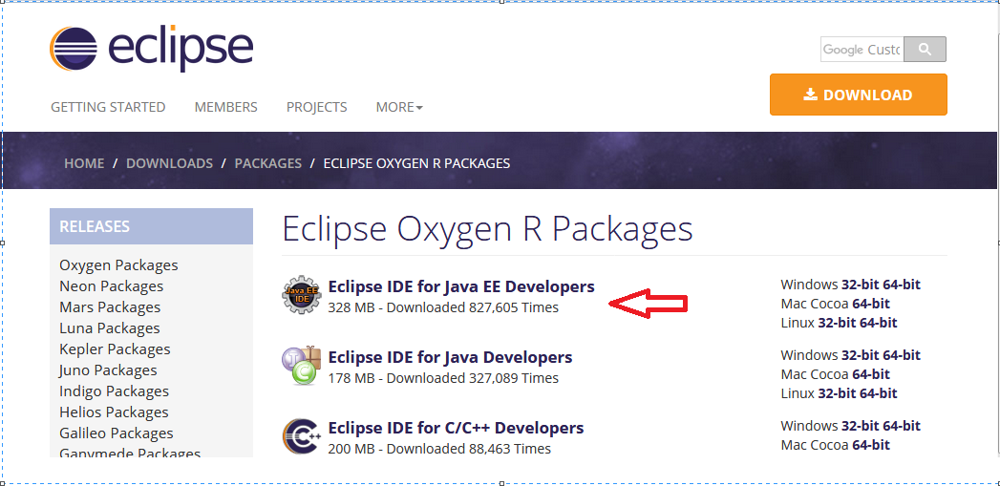 eclipse
Google Custo
GETTING STARTED MEMBERS PROJECTS MORE
DOWNLOAD
HOME / DOWNLOADS / PACKAGES / ECLIPSE OXYGEN R PACKAGES
RELEASES
Oxygen Packages
Neon Packages
Mars Packages
Luna Packages
Kepler Packages
Juno Packages
Indigo Packages
Helios Packages
Galileo Packages
Ganymede Packages
Eclipse Oxygen R Packages
Java EE
IDE
Eclipse IDE for Java EE Developers
328 MB - Downloaded 827,605 Times
Windows 32-bit 64-bit
Mac Cocoa 64-bit
Linux 32-bit 64-bit
J
C
Eclipse IDE for Java Developers
178 MB - Downloaded 327,089 Times
Windows 32-bit 64-bit
Mac Cocoa 64-bit
Linux 32-bit 64-bit
C++
Eclipse IDE for C/C++ Developers
200 MB - Downloaded 88,463 Times
Windows 32-bit 64-bit
Mac Cocoa 64-bit